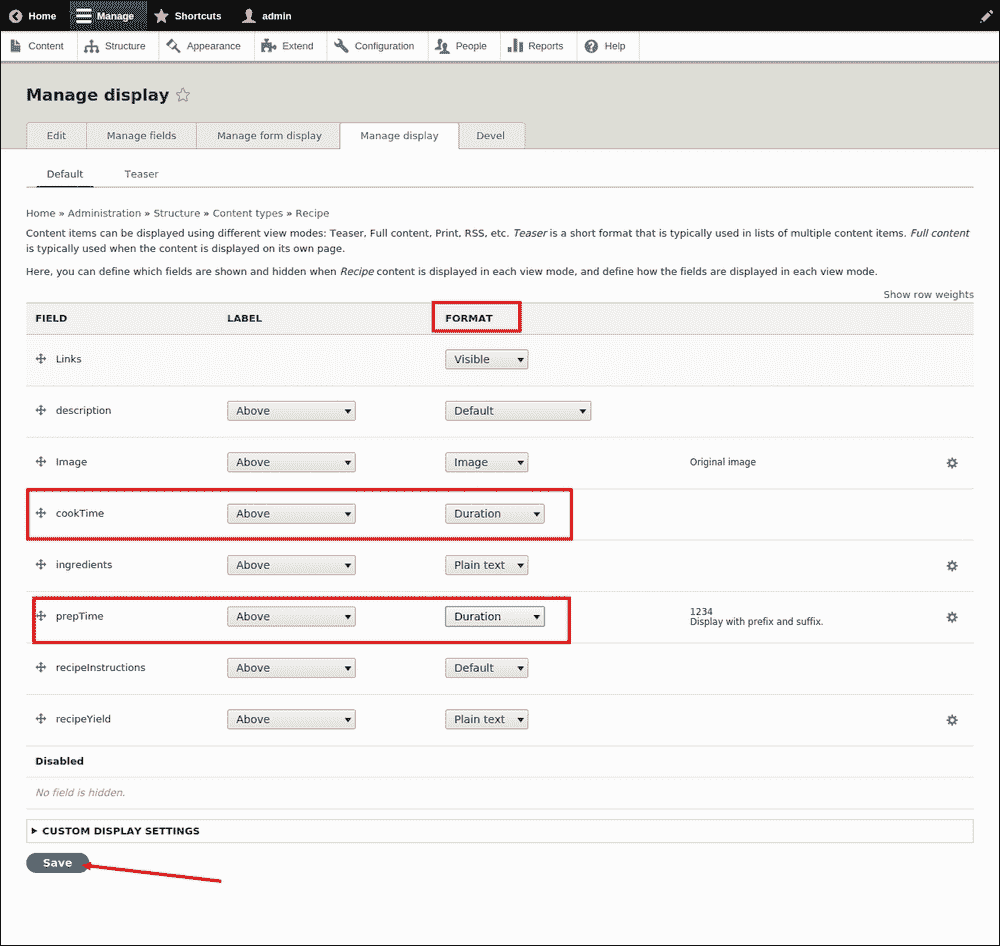 Home Manage Shortcuts admin
Content Structure Appearance Extend Configuration People Reports Help
Manage display
Edit Manage fields Manage form display Manage display Devel
Default Teaser
Home » Administration » Structure » Content types » Recipe
Content items can be displayed using different view modes: Teaser, Full content, Print, RSS, etc. Teaser is a short format that is typically used in lists of multiple content items. Full content
is typically used when the content is displayed on its own page.
Here, you can define which fields are shown and hidden when Recipe content is displayed in each view mode, and define how the fields are displayed in each view mode.
Show row weights
FIELD LABEL FORMAT
Links Visible
description Above Default
Image Above Image Original image
cookTime Above Duration
ingredients Above Plain text
prepTime Above Duration 1234
Display with prefix and suffix.
recipeInstructions Above Default
recipeYield Above Plain text
Disabled
No field is hidden.
CUSTOM DISPLAY SETTINGS
Save